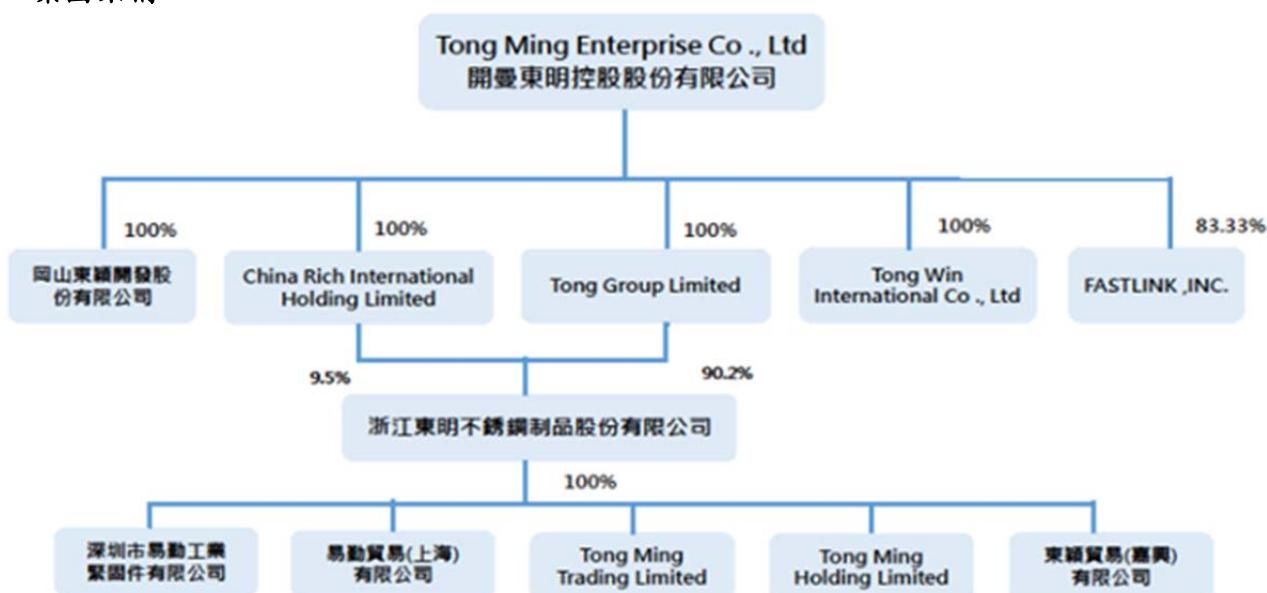 Tong Ming Enterprise Co ., Ltd
開曼東明控股股份有限公司
100%
100%
100%
100%
83.33%
岡山東穎開發股
份有限公司
China Rich International
Holding Limited
Tong Group Limited
Tong Win
International Co ., Ltd
FASTLINK ,INC.
9.5%
90.2%
浙江東明不銹鋼制品股份有限公司
100%
深圳市易勤工業
緊固件有限公司
易勤貿易(上海)
有限公司
Tong Ming
Trading Limited
Tong Ming
Holding Limited
東穎貿易(嘉興)
有限公司